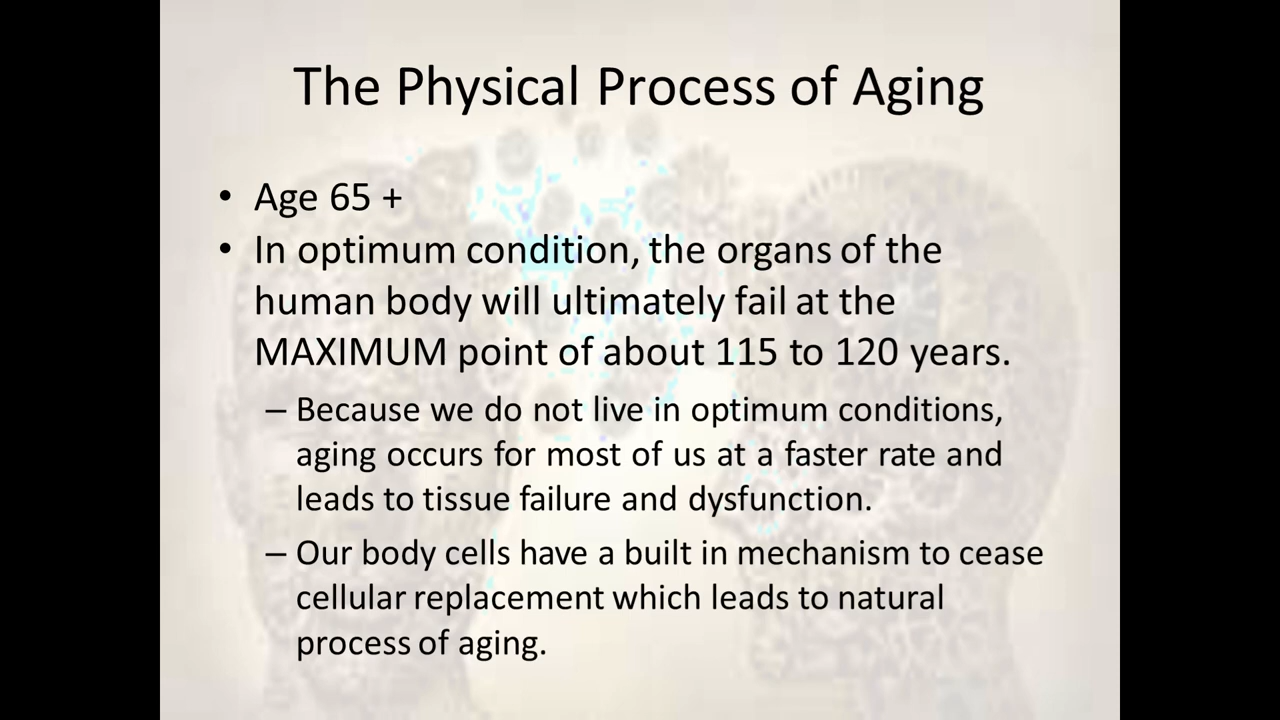 The Physical Process of Aging
• Age 65 +
• In optimum condition, the organs of the
human body will ultimately fail at the
MAXIMUM point of about 115 to 120 years.
– Because we do not live in optimum conditions,
aging occurs for most of us at a faster rate and
leads to tissue failure and dysfunction.
– Our body cells have a built in mechanism to cease
cellular replacement which leads to natural
process of aging.